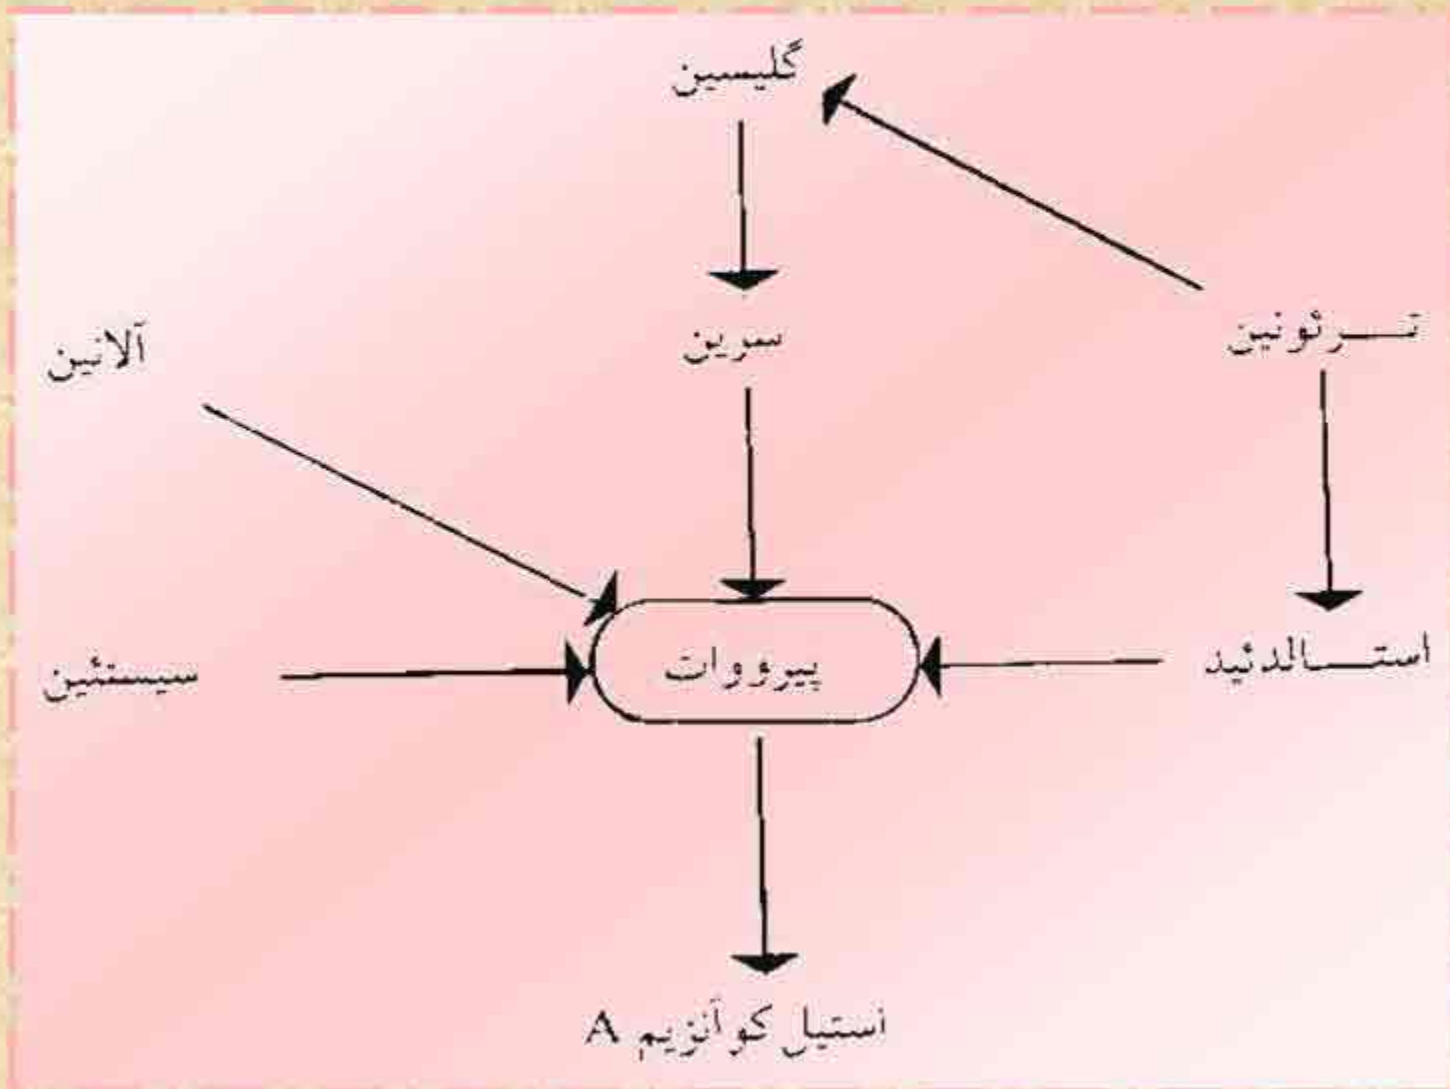 گلیسین
ترئونین
سرین
آلانین
استالدئید
پیرووات
سیستئین
استیل کوآنزیم A